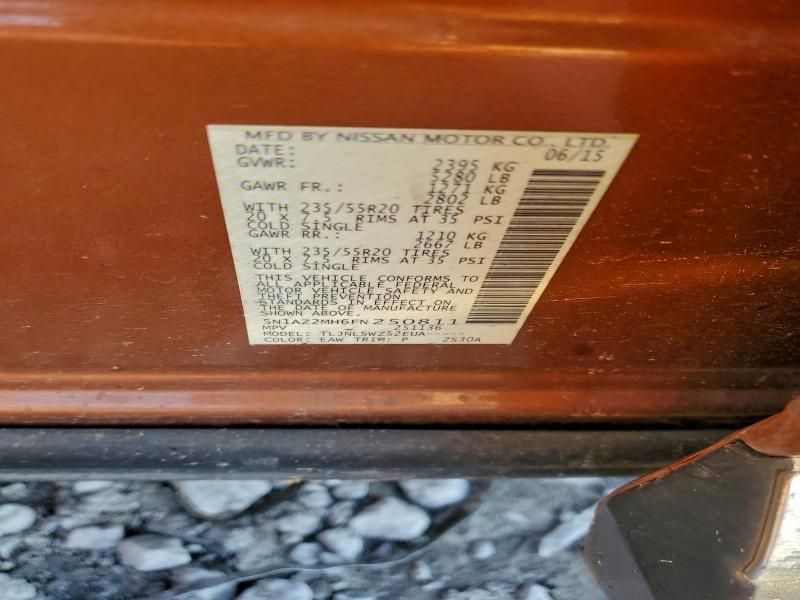 MFD BY NISSAN MOTOR CO., LTD.
DATE: 06/15
GVWR: 2395 KG
5280 LB
GAWR FR.: 1271 KG
2802 LB
WITH 235/55R20 TIRES
20 X 7.5 RIMS AT 35 PSI
COLD SINGLE
GAWR RR.: 1210 KG
2667 LB
WITH 235/55R20 TIRES
20 X 7.5 RIMS AT 35 PSI
COLD SINGLE
THIS VEHICLE CONFORMS TO
ALL APPLICABLE FEDERAL
MOTOR VEHICLE SAFETY AND
THEFT PREVENTION
STANDARDS IN EFFECT ON
THE DATE OF MANUFACTURE
SHOWN ABOVE.
5N1AZ2MH6FN250811
MPV 251136
MODEL: TLJNLSWZ52EUA-----
COLOR: EAW TRIM: P ZS30A